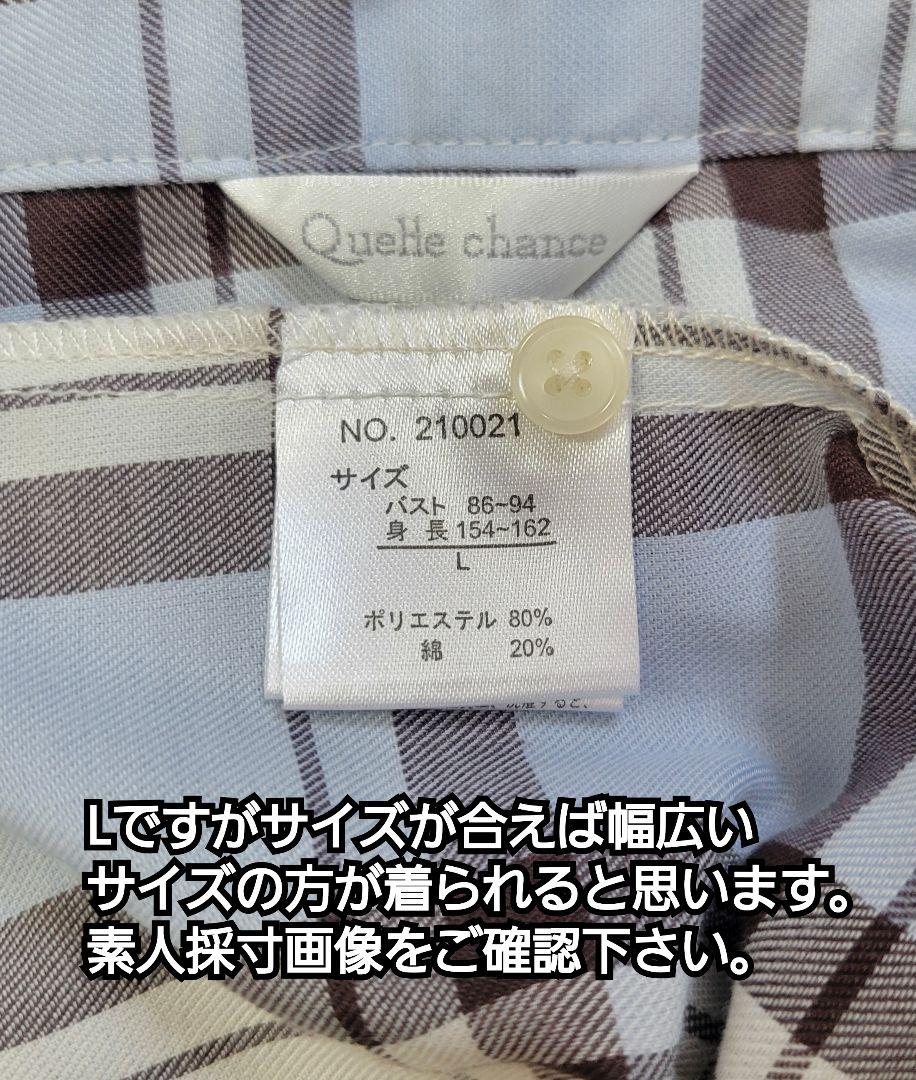 Quelle chance
NO. 210021
サイズ
バスト 86~94
身長 154~162
L
ポリエステル 80%
綿 20%
Lですがサイズが合えば幅広い
サイズの方が着られると思います。
素人採寸画像をご確認下さい。